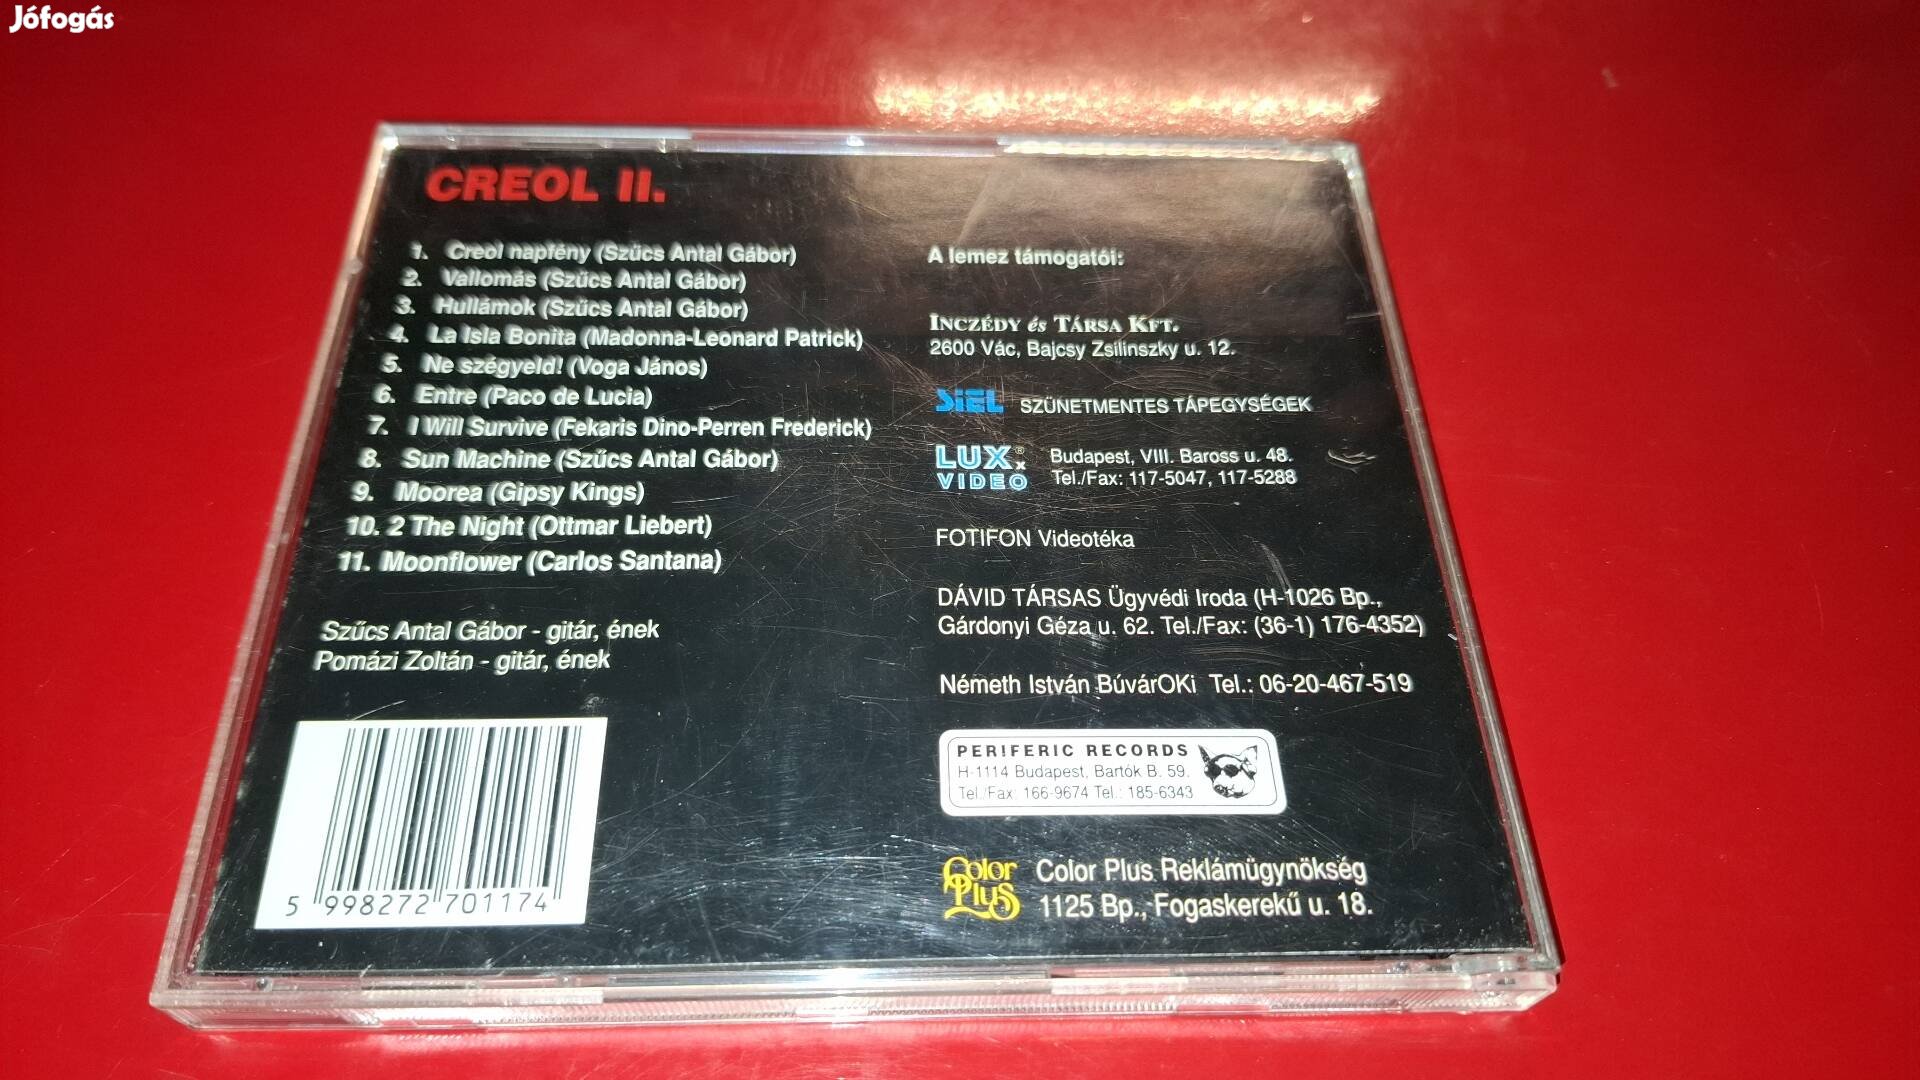 Jófogás
CREOL II.
1. Creol napfény (Szűcs Antal Gábor)
2. Vallomás (Szűcs Antal Gábor)
3. Hullámok (Szűcs Antal Gábor)
4. La Isla Bonita (Madonna-Leonard Patrick)
5. Ne szégyeld! (Voga János)
6. Entre (Paco de Lucia)
7. I Will Survive (Fekaris Dino-Perren Frederick)
8. Sun Machine (Szűcs Antal Gábor)
9. Moorea (Gipsy Kings)
10. 2 The Night (Ottmar Liebert)
11. Moonflower (Carlos Santana)
Szűcs Antal Gábor - gitár, ének
Pomázi Zoltán - gitár, ének
5 998272 701174
A lemez támogatói:
INCZÉDY és TÁRSA KFT.
2600 Vác, Bajcsy Zsilinszky u. 12.
SIEL SZÜNETMENTES TÁPEGYSÉGEK
LUX® VIDEO
Budapest, VIII. Baross u. 48.
Tel./Fax: 117-5047, 117-5288
FOTIFON Videotéka
DÁVID TÁRSAS Ügyvédi Iroda (H-1026 Bp.,
Gárdonyi Géza u. 62. Tel./Fax: (36-1) 176-4352)
Németh István BúvárOKi Tel.: 06-20-467-519
PERIFERIC RECORDS
H-1114 Budapest, Bartók B. 59.
Tel./Fax: 166-9674 Tel.: 185-6343
Color Plus
Color Plus Reklámügynökség
1125 Bp., Fogaskerekű u. 18.